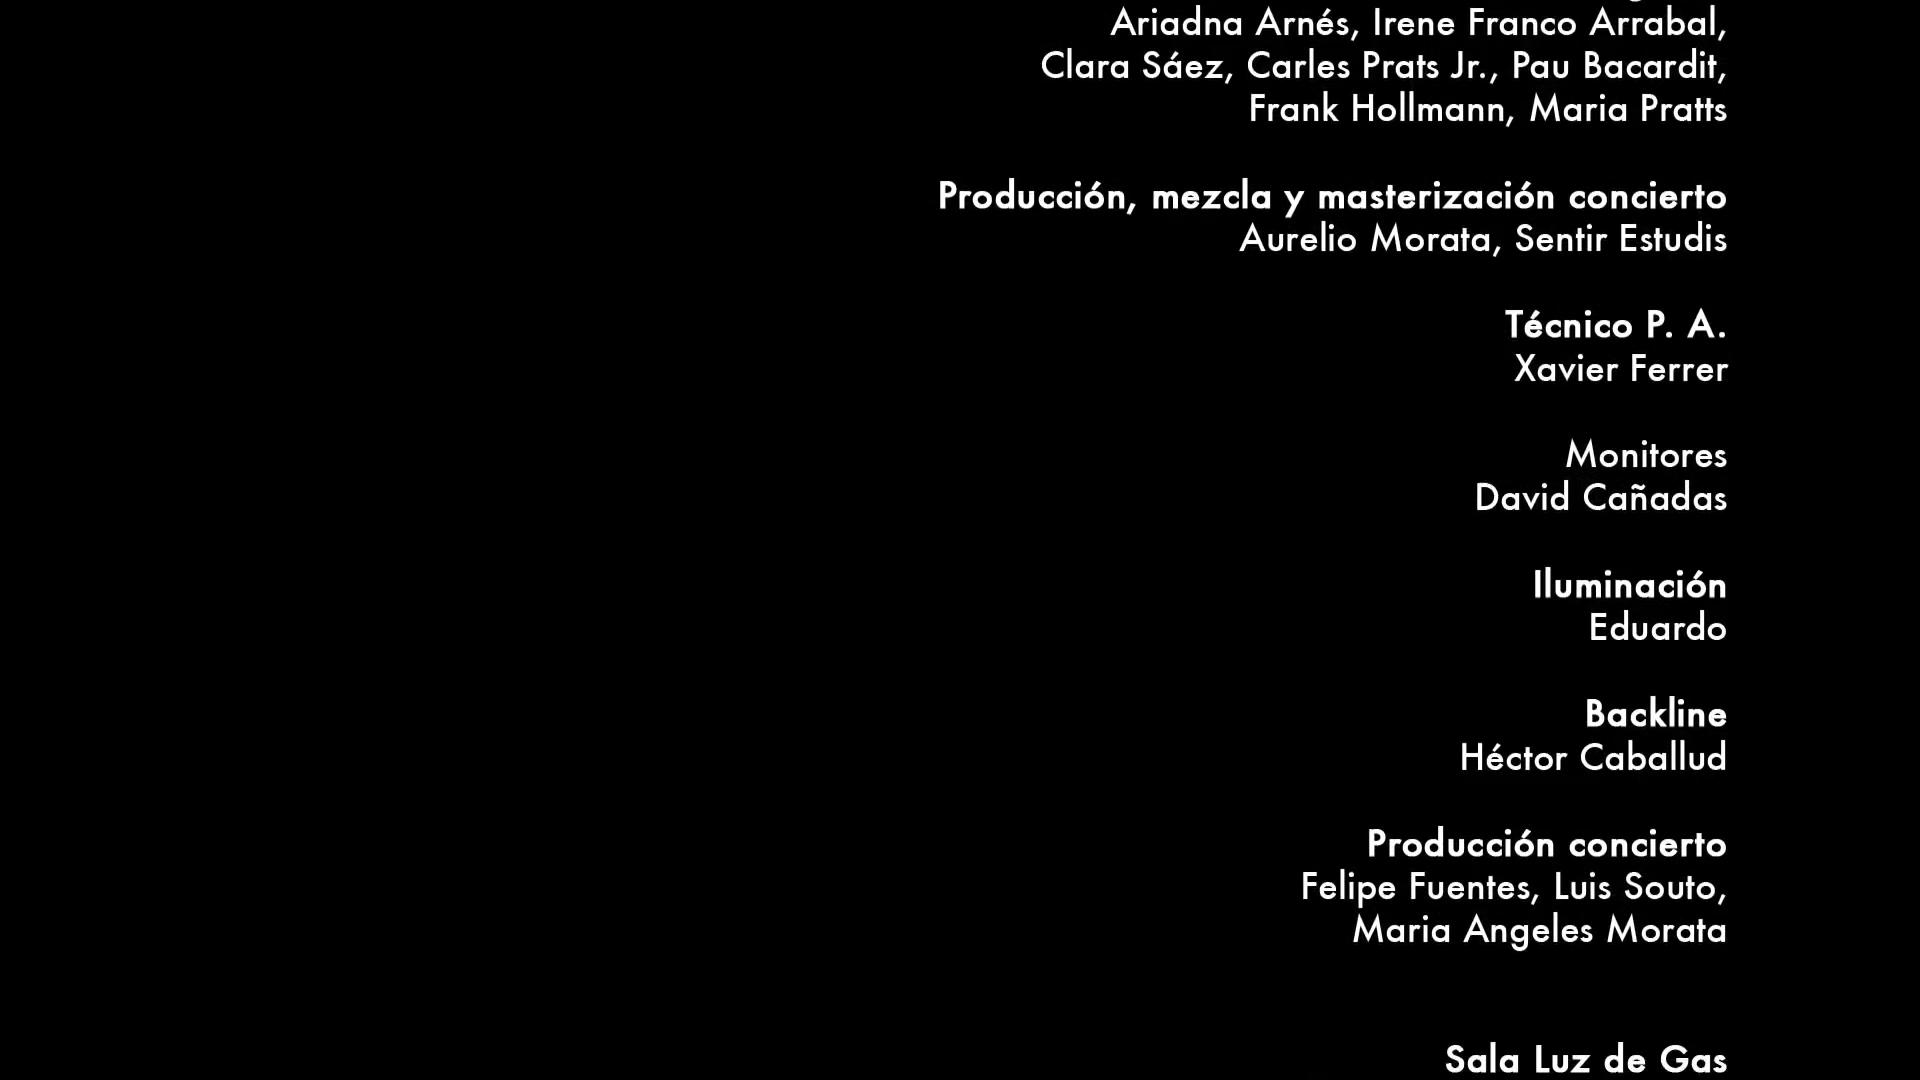 Ariadna Arnés, Irene Franco Arrabal,
Clara Sáez, Carles Prats Jr., Pau Bacardit,
Frank Hollmann, Maria Pratts
Producción, mezcla y masterización concierto
Aurelio Morata, Sentir Estudis
Técnico P. A.
Xavier Ferrer
Monitores
David Cañadas
Iluminación
Eduardo
Backline
Héctor Caballud
Producción concierto
Felipe Fuentes, Luis Souto,
Maria Angeles Morata
Sala Luz de Gas